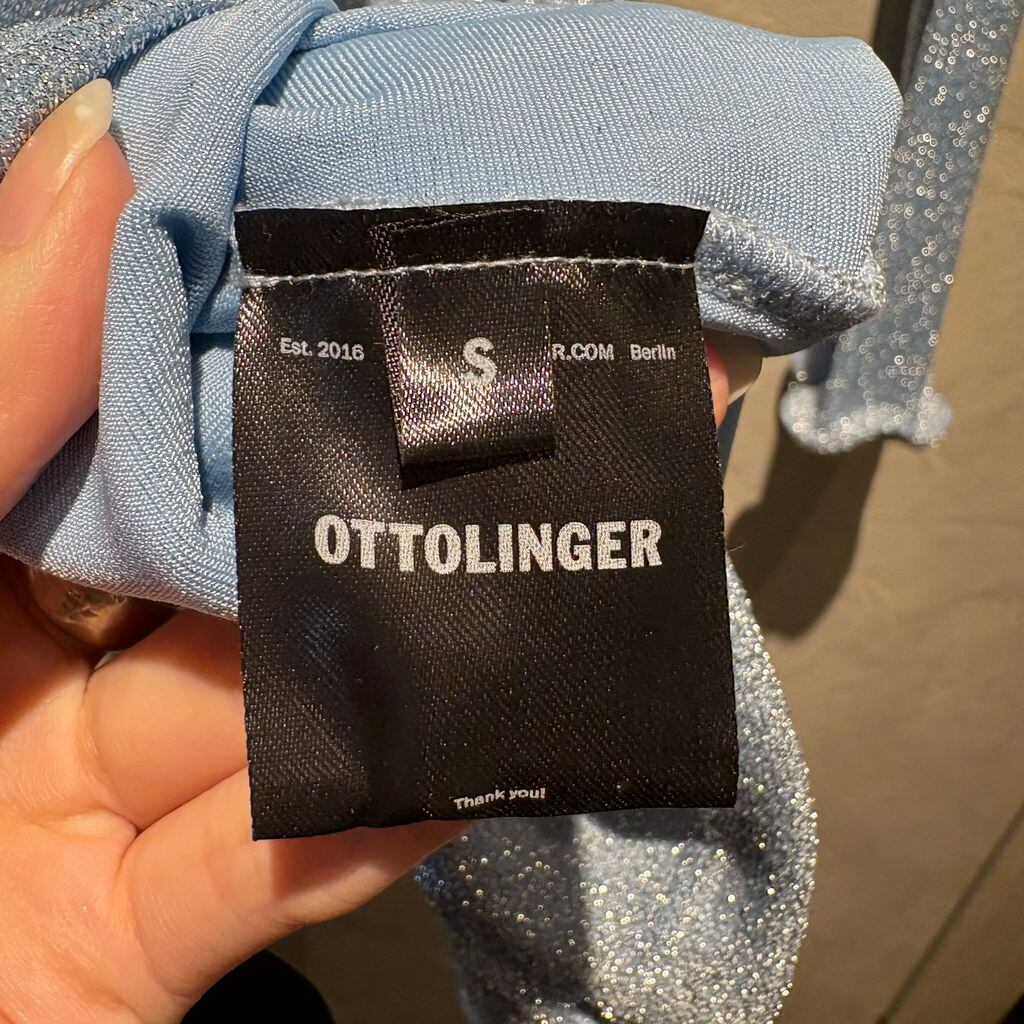 Est. 2016 S R.COM Berlin
OTTOLINGER
Thank you!